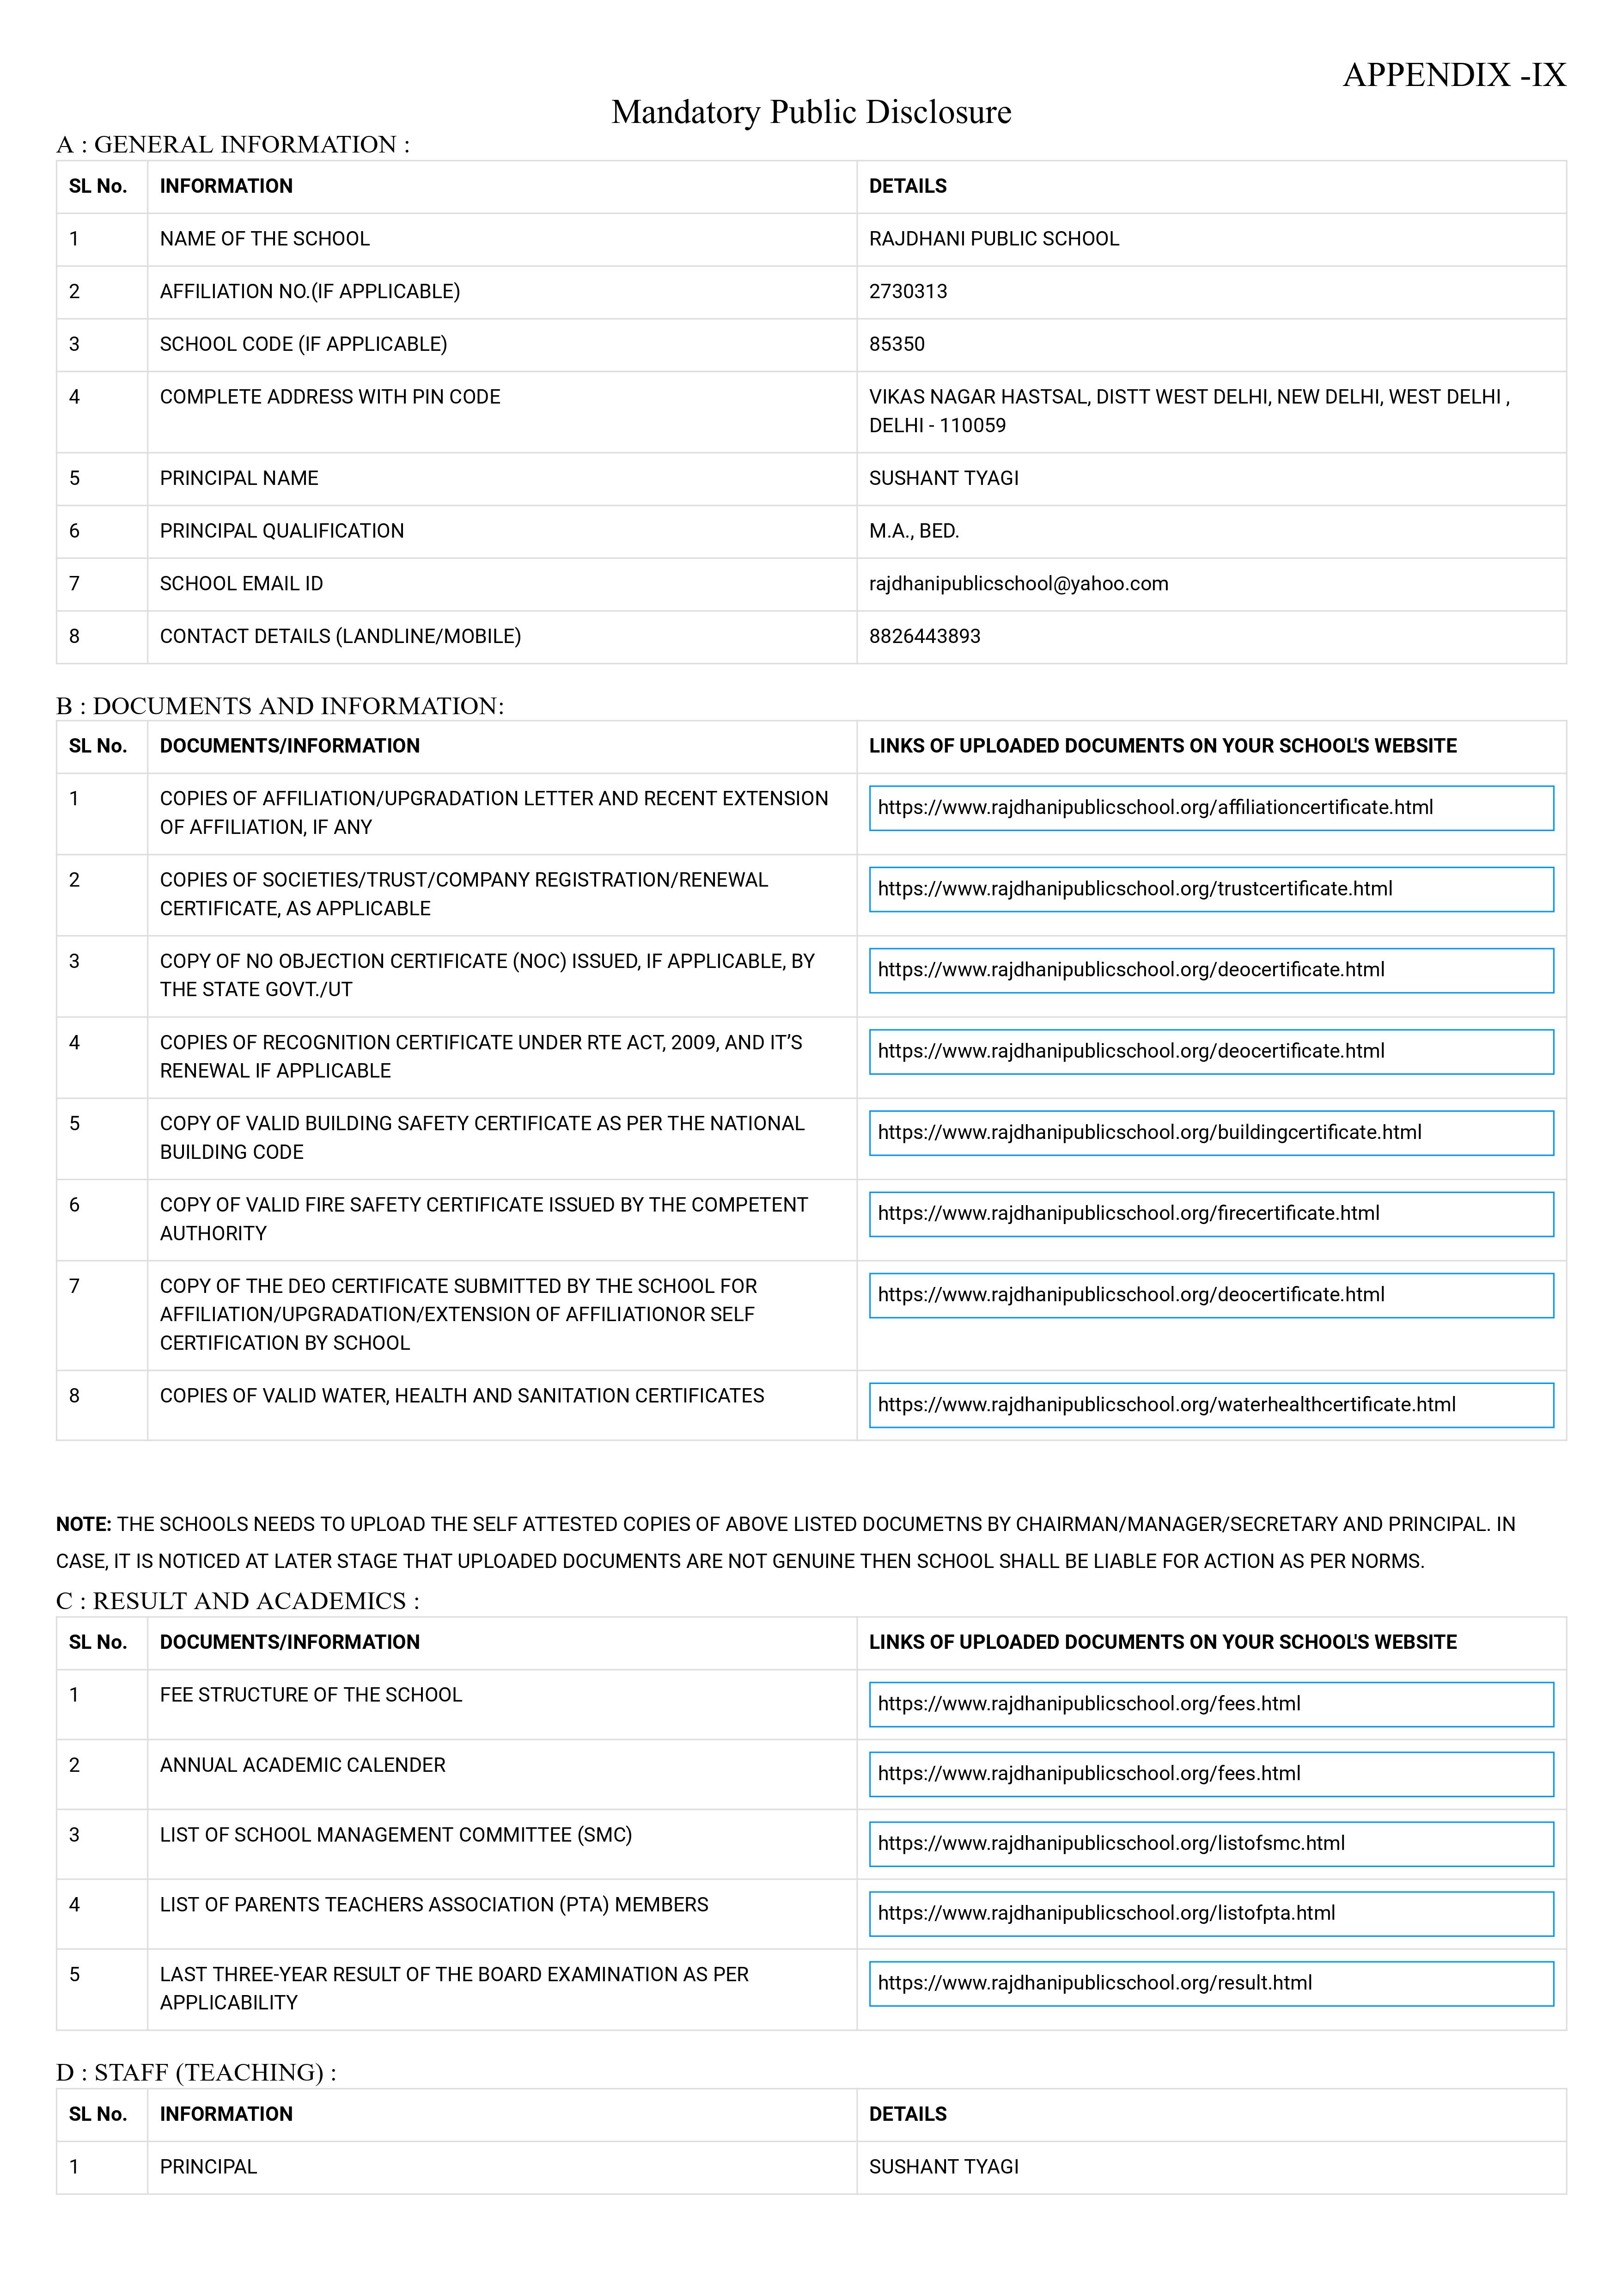 APPENDIX -IX
Mandatory Public Disclosure
A : GENERAL INFORMATION :
SL No. INFORMATION DETAILS
1 NAME OF THE SCHOOL RAJDHANI PUBLIC SCHOOL
2 AFFILIATION NO.(IF APPLICABLE) 2730313
3 SCHOOL CODE (IF APPLICABLE) 85350
4 COMPLETE ADDRESS WITH PIN CODE VIKAS NAGAR HASTSAL, DISTT WEST DELHI, NEW DELHI, WEST DELHI ,
DELHI - 110059
5 PRINCIPAL NAME SUSHANT TYAGI
6 PRINCIPAL QUALIFICATION M.A., BED.
7 SCHOOL EMAIL ID rajdhanipublicschool@yahoo.com
8 CONTACT DETAILS (LANDLINE/MOBILE) 8826443893
B : DOCUMENTS AND INFORMATION:
SL No. DOCUMENTS/INFORMATION LINKS OF UPLOADED DOCUMENTS ON YOUR SCHOOL'S WEBSITE
1 COPIES OF AFFILIATION/UPGRADATION LETTER AND RECENT EXTENSION
OF AFFILIATION, IF ANY
https://www.rajdhanipublicschool.org/affiliationcertificate.html
2 COPIES OF SOCIETIES/TRUST/COMPANY REGISTRATION/RENEWAL
CERTIFICATE, AS APPLICABLE
https://www.rajdhanipublicschool.org/trustcertificate.html
3 COPY OF NO OBJECTION CERTIFICATE (NOC) ISSUED, IF APPLICABLE, BY
THE STATE GOVT./UT
https://www.rajdhanipublicschool.org/deocertificate.html
4 COPIES OF RECOGNITION CERTIFICATE UNDER RTE ACT, 2009, AND IT’S
RENEWAL IF APPLICABLE
https://www.rajdhanipublicschool.org/deocertificate.html
5 COPY OF VALID BUILDING SAFETY CERTIFICATE AS PER THE NATIONAL
BUILDING CODE
https://www.rajdhanipublicschool.org/buildingcertificate.html
6 COPY OF VALID FIRE SAFETY CERTIFICATE ISSUED BY THE COMPETENT
AUTHORITY
https://www.rajdhanipublicschool.org/firecertificate.html
7 COPY OF THE DEO CERTIFICATE SUBMITTED BY THE SCHOOL FOR
AFFILIATION/UPGRADATION/EXTENSION OF AFFILIATIONOR SELF
CERTIFICATION BY SCHOOL
https://www.rajdhanipublicschool.org/deocertificate.html
8 COPIES OF VALID WATER, HEALTH AND SANITATION CERTIFICATES
https://www.rajdhanipublicschool.org/waterhealthcertificate.html
NOTE: THE SCHOOLS NEEDS TO UPLOAD THE SELF ATTESTED COPIES OF ABOVE LISTED DOCUMETNS BY CHAIRMAN/MANAGER/SECRETARY AND PRINCIPAL. IN
CASE, IT IS NOTICED AT LATER STAGE THAT UPLOADED DOCUMENTS ARE NOT GENUINE THEN SCHOOL SHALL BE LIABLE FOR ACTION AS PER NORMS.
C : RESULT AND ACADEMICS :
SL No. DOCUMENTS/INFORMATION LINKS OF UPLOADED DOCUMENTS ON YOUR SCHOOL'S WEBSITE
1 FEE STRUCTURE OF THE SCHOOL https://www.rajdhanipublicschool.org/fees.html
2 ANNUAL ACADEMIC CALENDER https://www.rajdhanipublicschool.org/fees.html
3 LIST OF SCHOOL MANAGEMENT COMMITTEE (SMC) https://www.rajdhanipublicschool.org/listofsmc.html
4 LIST OF PARENTS TEACHERS ASSOCIATION (PTA) MEMBERS https://www.rajdhanipublicschool.org/listofpta.html
5 LAST THREE-YEAR RESULT OF THE BOARD EXAMINATION AS PER
APPLICABILITY
https://www.rajdhanipublicschool.org/result.html
D : STAFF (TEACHING) :
SL No. INFORMATION DETAILS
1 PRINCIPAL SUSHANT TYAGI